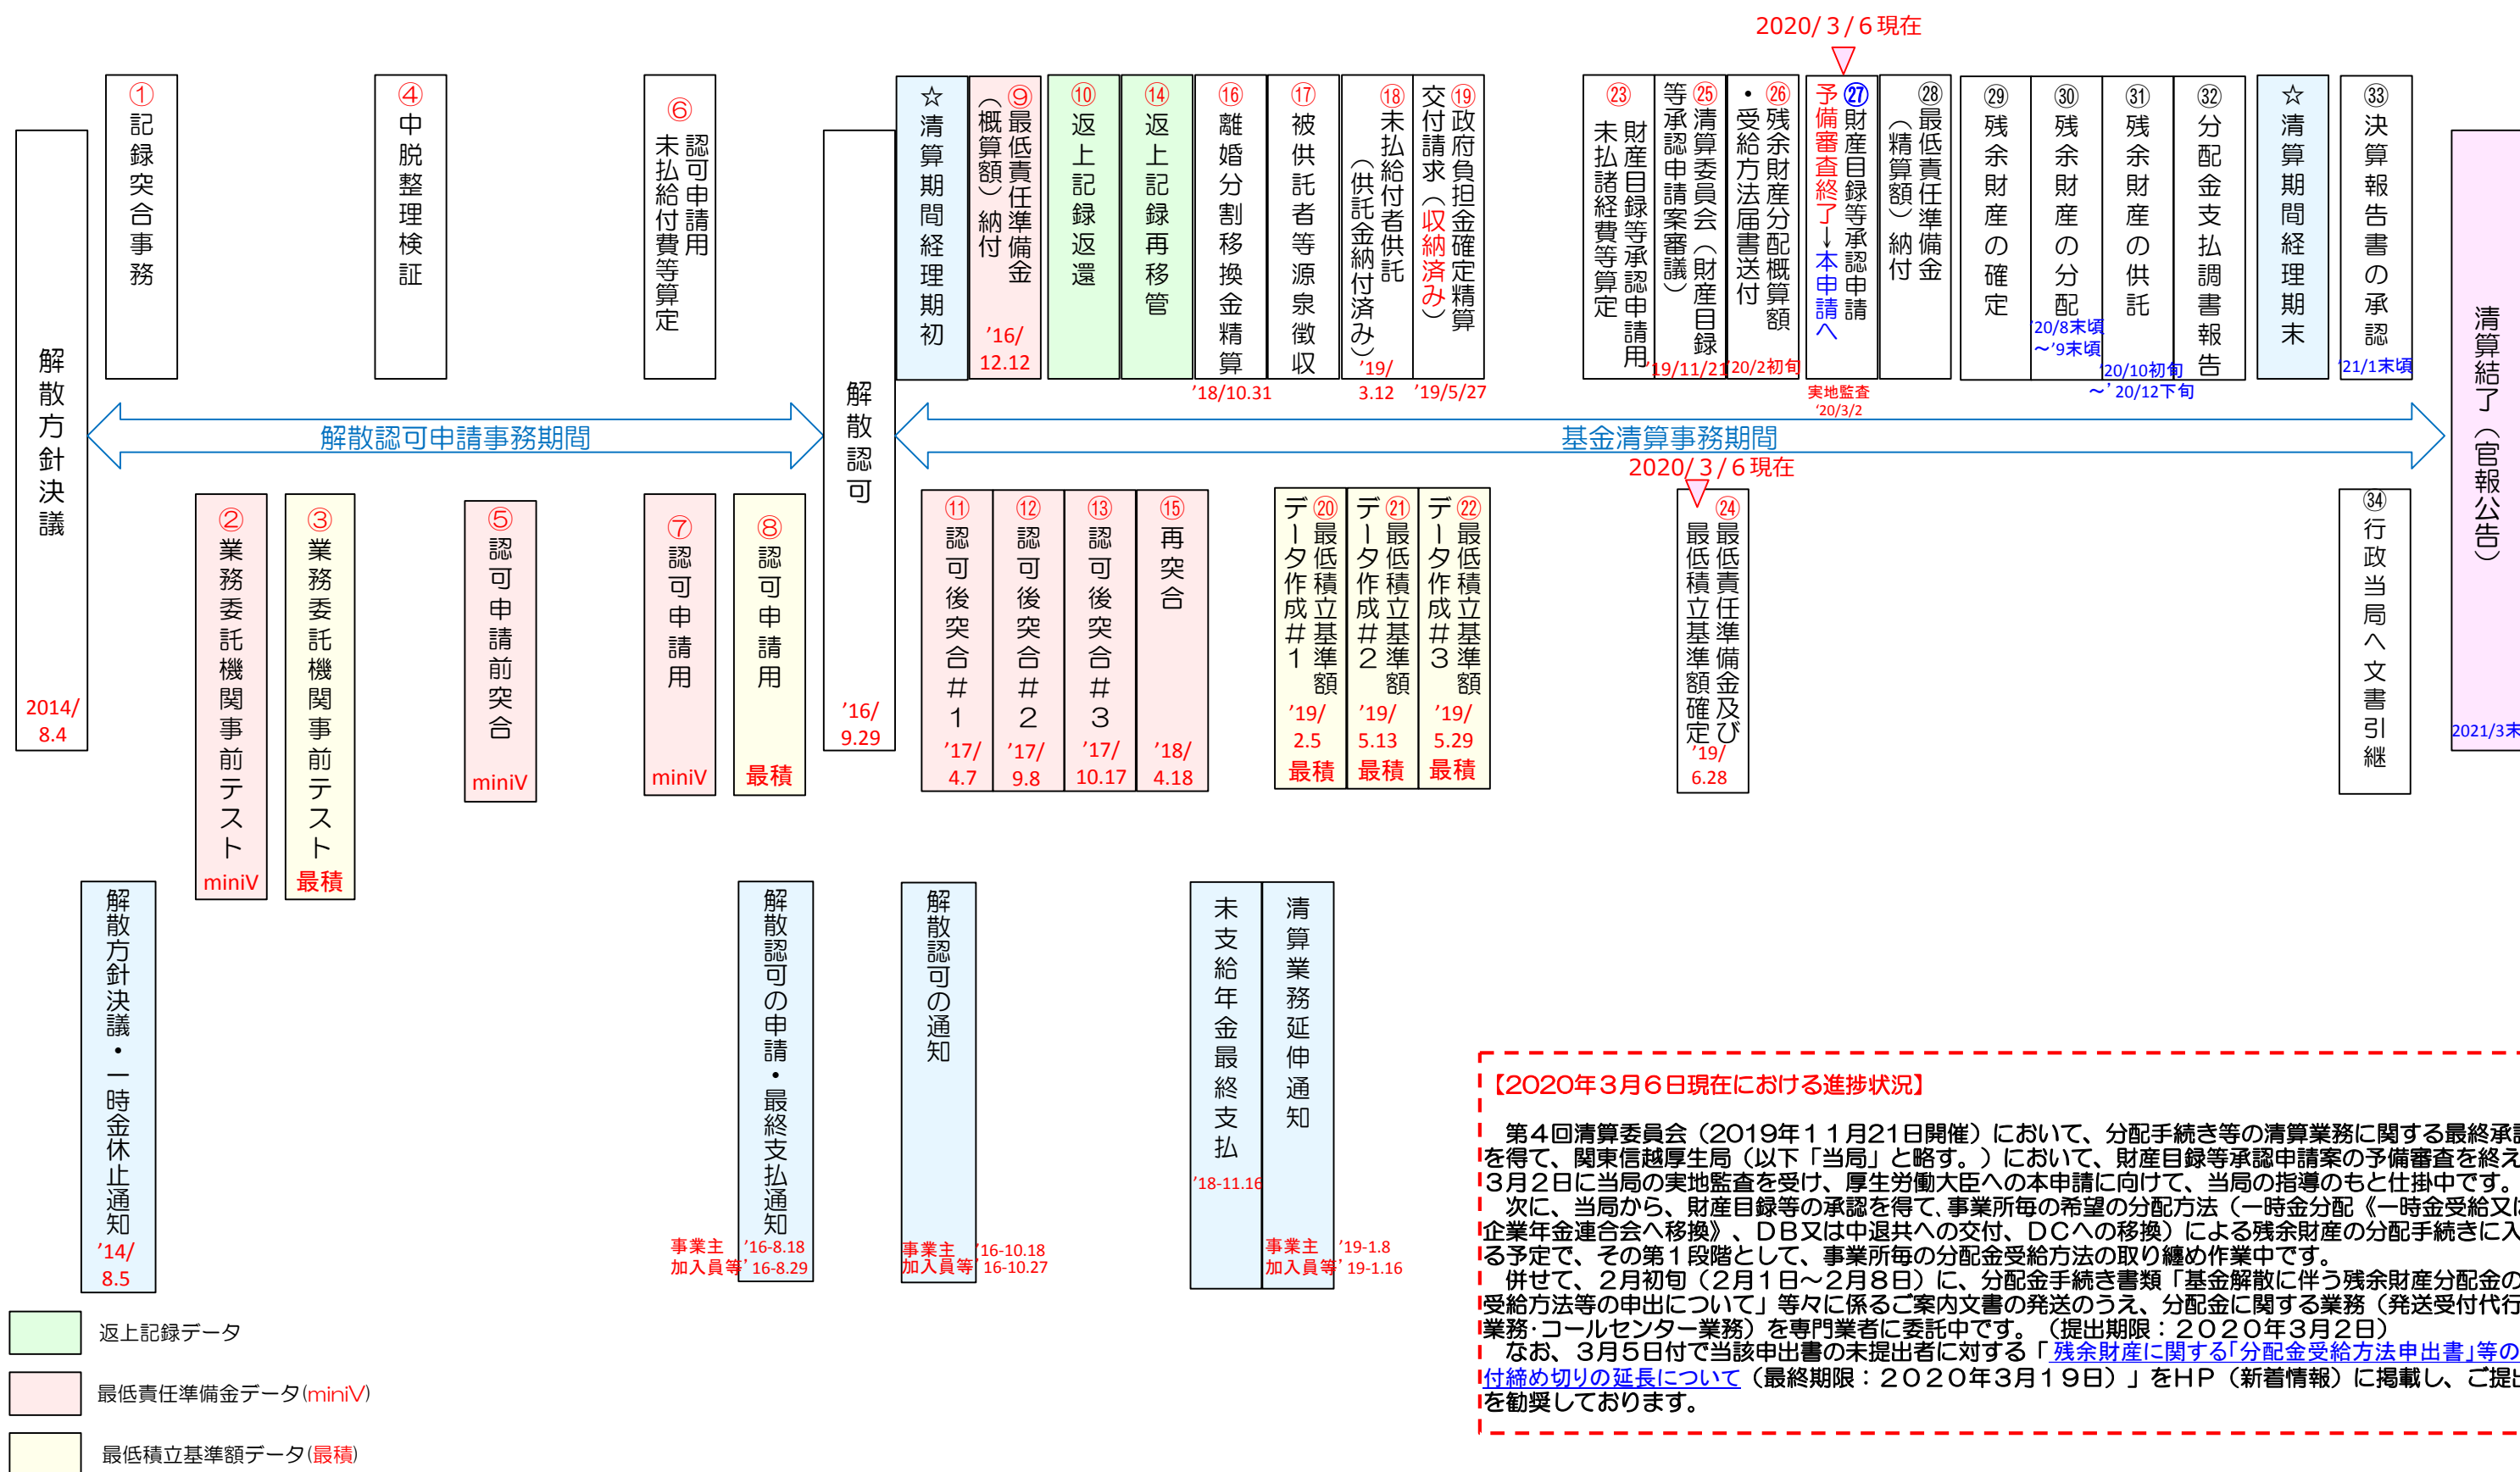 2020/３/６現在
解散方針決議
2014/
8.4
①記録突合事務
④中脱整理検証
⑥認可申請用
未払給付費等算定
解散認可
’16/
9.29
☆清算期間経理期初
⑨最低責任準備金
（概算額）納付
’16/
12.12
⑩返上記録返還
⑭返上記録再移管
⑯離婚分割移換金精算
’18/10.31
⑰被供託者等源泉徴収
⑱未払給付者供託
（供託金納付済み）
’19/
3.12
⑲政府負担金確定精算
交付請求（収納済み）
’19/5/27
㉓財産目録等承認申請用
未払諸経費等算定
㉕清算委員会（財産目録
等承認申請案審議）
’19/11/21
㉖残余財産分配概算額
・受給方法届書送付
’20/2初旬
㉗財産目録等承認申請
予備審査終了→本申請へ
実地監査
’20/3/2
㉘最低責任準備金
（精算額）納付
㉙残余財産の確定
㉚残余財産の分配
’20/8末頃
～’9末頃
㉛残余財産の供託
’20/10初旬
～’20/12下旬
㉜分配金支払調書報告
☆清算期間経理期末
㉝決算報告書の承認
’21/1末頃
清算結了（官報公告）
2021/3末
解散認可申請事務期間
基金清算事務期間
2020/３/６現在
②業務委託機関事前テスト
miniV
③業務委託機関事前テスト
最積
⑤認可申請前突合
miniV
⑦認可申請用
miniV
⑧認可申請用
最積
⑪認可後突合＃１
’17/
4.7
⑫認可後突合＃２
’17/
9.8
⑬認可後突合＃３
’17/
10.17
⑮再突合
’18/
4.18
⑳最低積立基準額
データ作成＃１
’19/
2.5
最積
㉑最低積立基準額
データ作成＃２
’19/
5.13
最積
㉒最低積立基準額
データ作成＃３
’19/
5.29
最積
㉔最低責任準備金及び
最低積立基準額確定
’19/
6.28
㉞行政当局へ文書引継
解散方針決議・一時金休止通知
’14/
8.5
解散認可の申請・最終支払通知
事業主　’16-8.18
加入員等’16-8.29
解散認可の通知
事業主　’16-10.18
加入員等’16-10.27
未支給年金最終支払
’18-11.16
清算業務延伸通知
事業主　’19-1.8
加入員等’19-1.16
返上記録データ
最低責任準備金データ(miniV)
最低積立基準額データ(最積)
【2020年３月６日現在における進捗状況】
第４回清算委員会（2019年１１月21日開催）において、分配手続き等の清算業務に関する最終承
を得て、関東信越厚生局（以下「当局」と略す。）において、財産目録等承認申請案の予備審査を終え
３月２日に当局の実地監査を受け、厚生労働大臣への本申請に向けて、当局の指導のもと仕掛中です。
次に、当局から、財産目録等の承認を得て、事業所毎の希望の分配方法（一時金分配《一時金受給又
企業年金連合会へ移換》、ＤＢ又は中退共への交付、ＤＣへの移換）による残余財産の分配手続きに入
る予定で、その第１段階として、事業所毎の分配金受給方法の取り纏め作業中です。
併せて、２月初旬（２月１日～２月８日）に、分配金手続き書類「基金解散に伴う残余財産分配金の
受給方法等の申出について」等々に係るご案内文書の発送のうえ、分配金に関する業務（発送受付代行
業務･コールセンター業務）を専門業者に委託中です。（提出期限：２０２０年３月２日）
なお、３月５日付で当該申出書の未提出者に対する「残余財産に関する「分配金受給方法申出書」等の
付締め切りの延長について（最終期限：２０２０年３月１９日）」をＨＰ（新着情報）に掲載し、ご提
を勧奨しております。